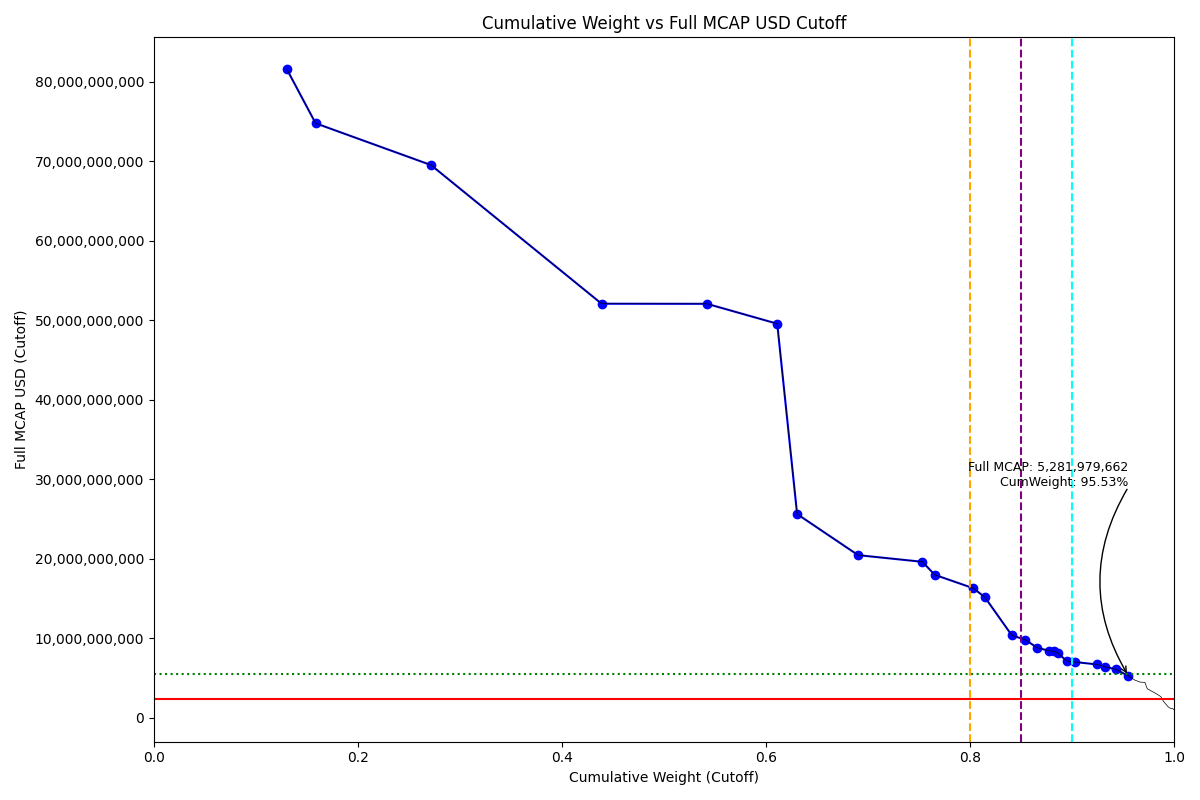 Cumulative Weight vs Full MCAP USD Cutoff
Full MCAP USD (Cutoff)
80,000,000,000
70,000,000,000
60,000,000,000
50,000,000,000
40,000,000,000
30,000,000,000
20,000,000,000
10,000,000,000
0
Full MCAP: 5,281,979,662
CumWeight: 95.53%
0.0 0.2 0.4 0.6 0.8 1.0
Cumulative Weight (Cutoff)